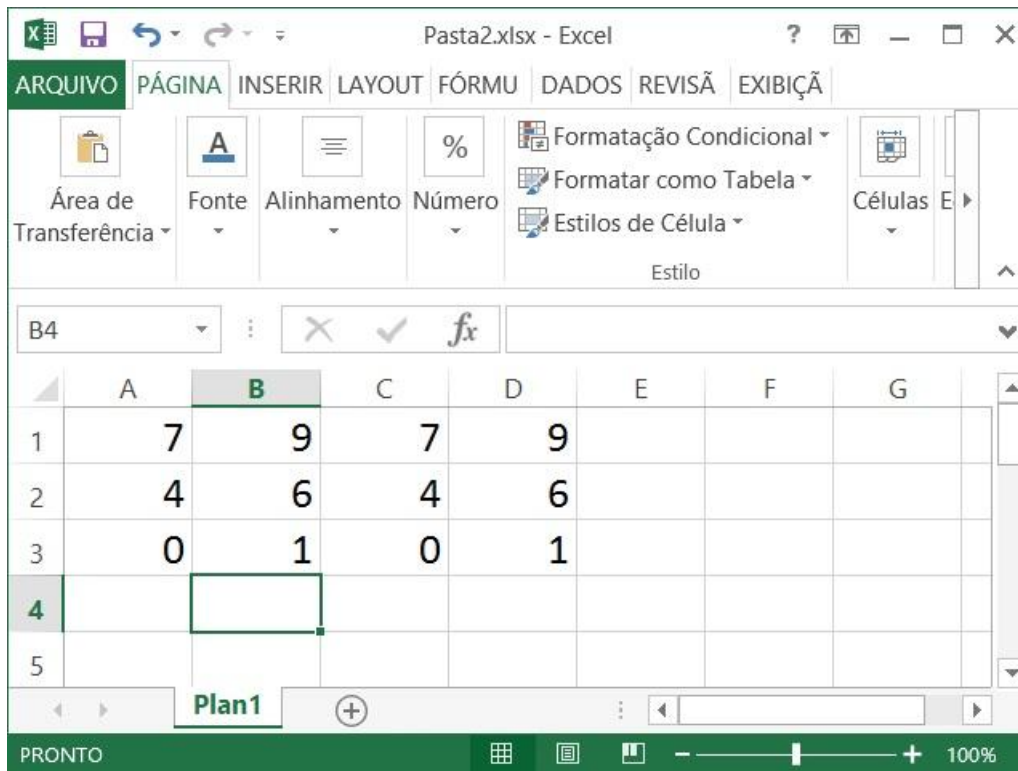 Pasta2.xlsx - Excel ?
ARQUIVO PÁGINA INSERIR LAYOUT FÓRMU DADOS REVISÃ EXIBIÇÃ
Área de Transferência
Fonte
Alinhamento
%
Número
Formatação Condicional
Formatar como Tabela
Estilos de Célula
Estilo
Células
B4 fx
A B C D E F G
1 7 9 7 9
2 4 6 4 6
3 0 1 0 1
4
5
Plan1
PRONTO 100%